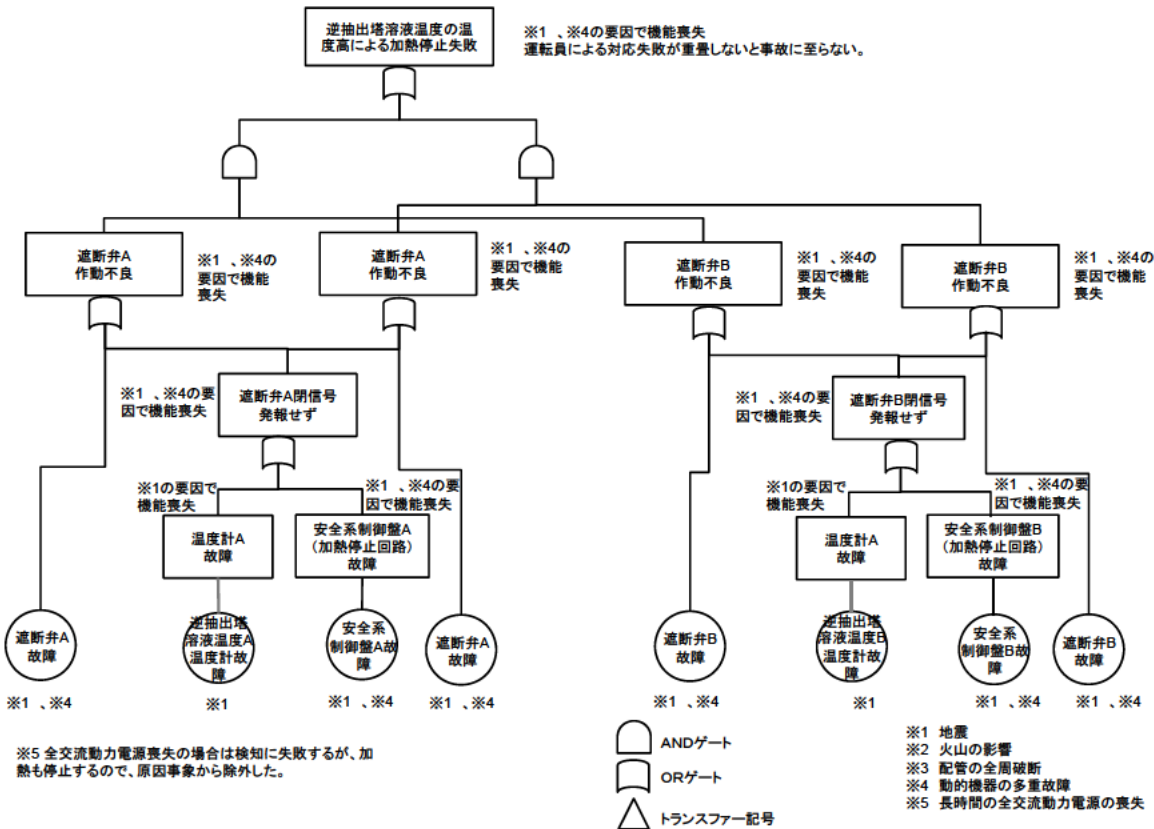 逆抽出塔溶液温度の温
度高による加熱停止失敗
※1 、※4の要因で機能喪失
運転員による対応失敗が重畳しないと事故に至らない。
遮断弁A
作動不良
※1 、※4の
要因で機能
喪失
遮断弁A
作動不良
※1 、※4の
要因で機能
喪失
遮断弁B
作動不良
※1 、※4の
要因で機能
喪失
遮断弁B
作動不良
※1 、※4の
要因で機能
喪失
※1 、※4の要
因で機能喪失
遮断弁A閉信号
発報せず
※1 、※4の要
因で機能喪失
遮断弁B閉信号
発報せず
※1の要因で
機能喪失
※1 、※4の要
因で機能喪失
※1の要因で
機能喪失
※1 、※4の要
因で機能喪失
温度計A
故障
安全系制御盤A
（加熱停止回路）
故障
温度計A
故障
安全系制御盤B
（加熱停止回路）
故障
遮断弁A
故障
逆抽出塔
溶液温度A
温度計故
障
安全系
制御盤A故
障
遮断弁A
故障
遮断弁B
故障
逆抽出塔
溶液温度B
温度計故
障
安全系
制御盤B故
障
遮断弁B
故障
※1 、※4
※1
※1 、※4
※1 、※4
※1 、※4
※1
※1 、※4
※1 、※4
※5 全交流動力電源喪失の場合は検知に失敗するが、加
熱も停止するので、原因事象から除外した。
ANDゲート
ORゲート
トランスファー記号
※1 地震
※2 火山の影響
※3 配管の全周破断
※4 動的機器の多重故障
※5 長時間の全交流動力電源の喪失